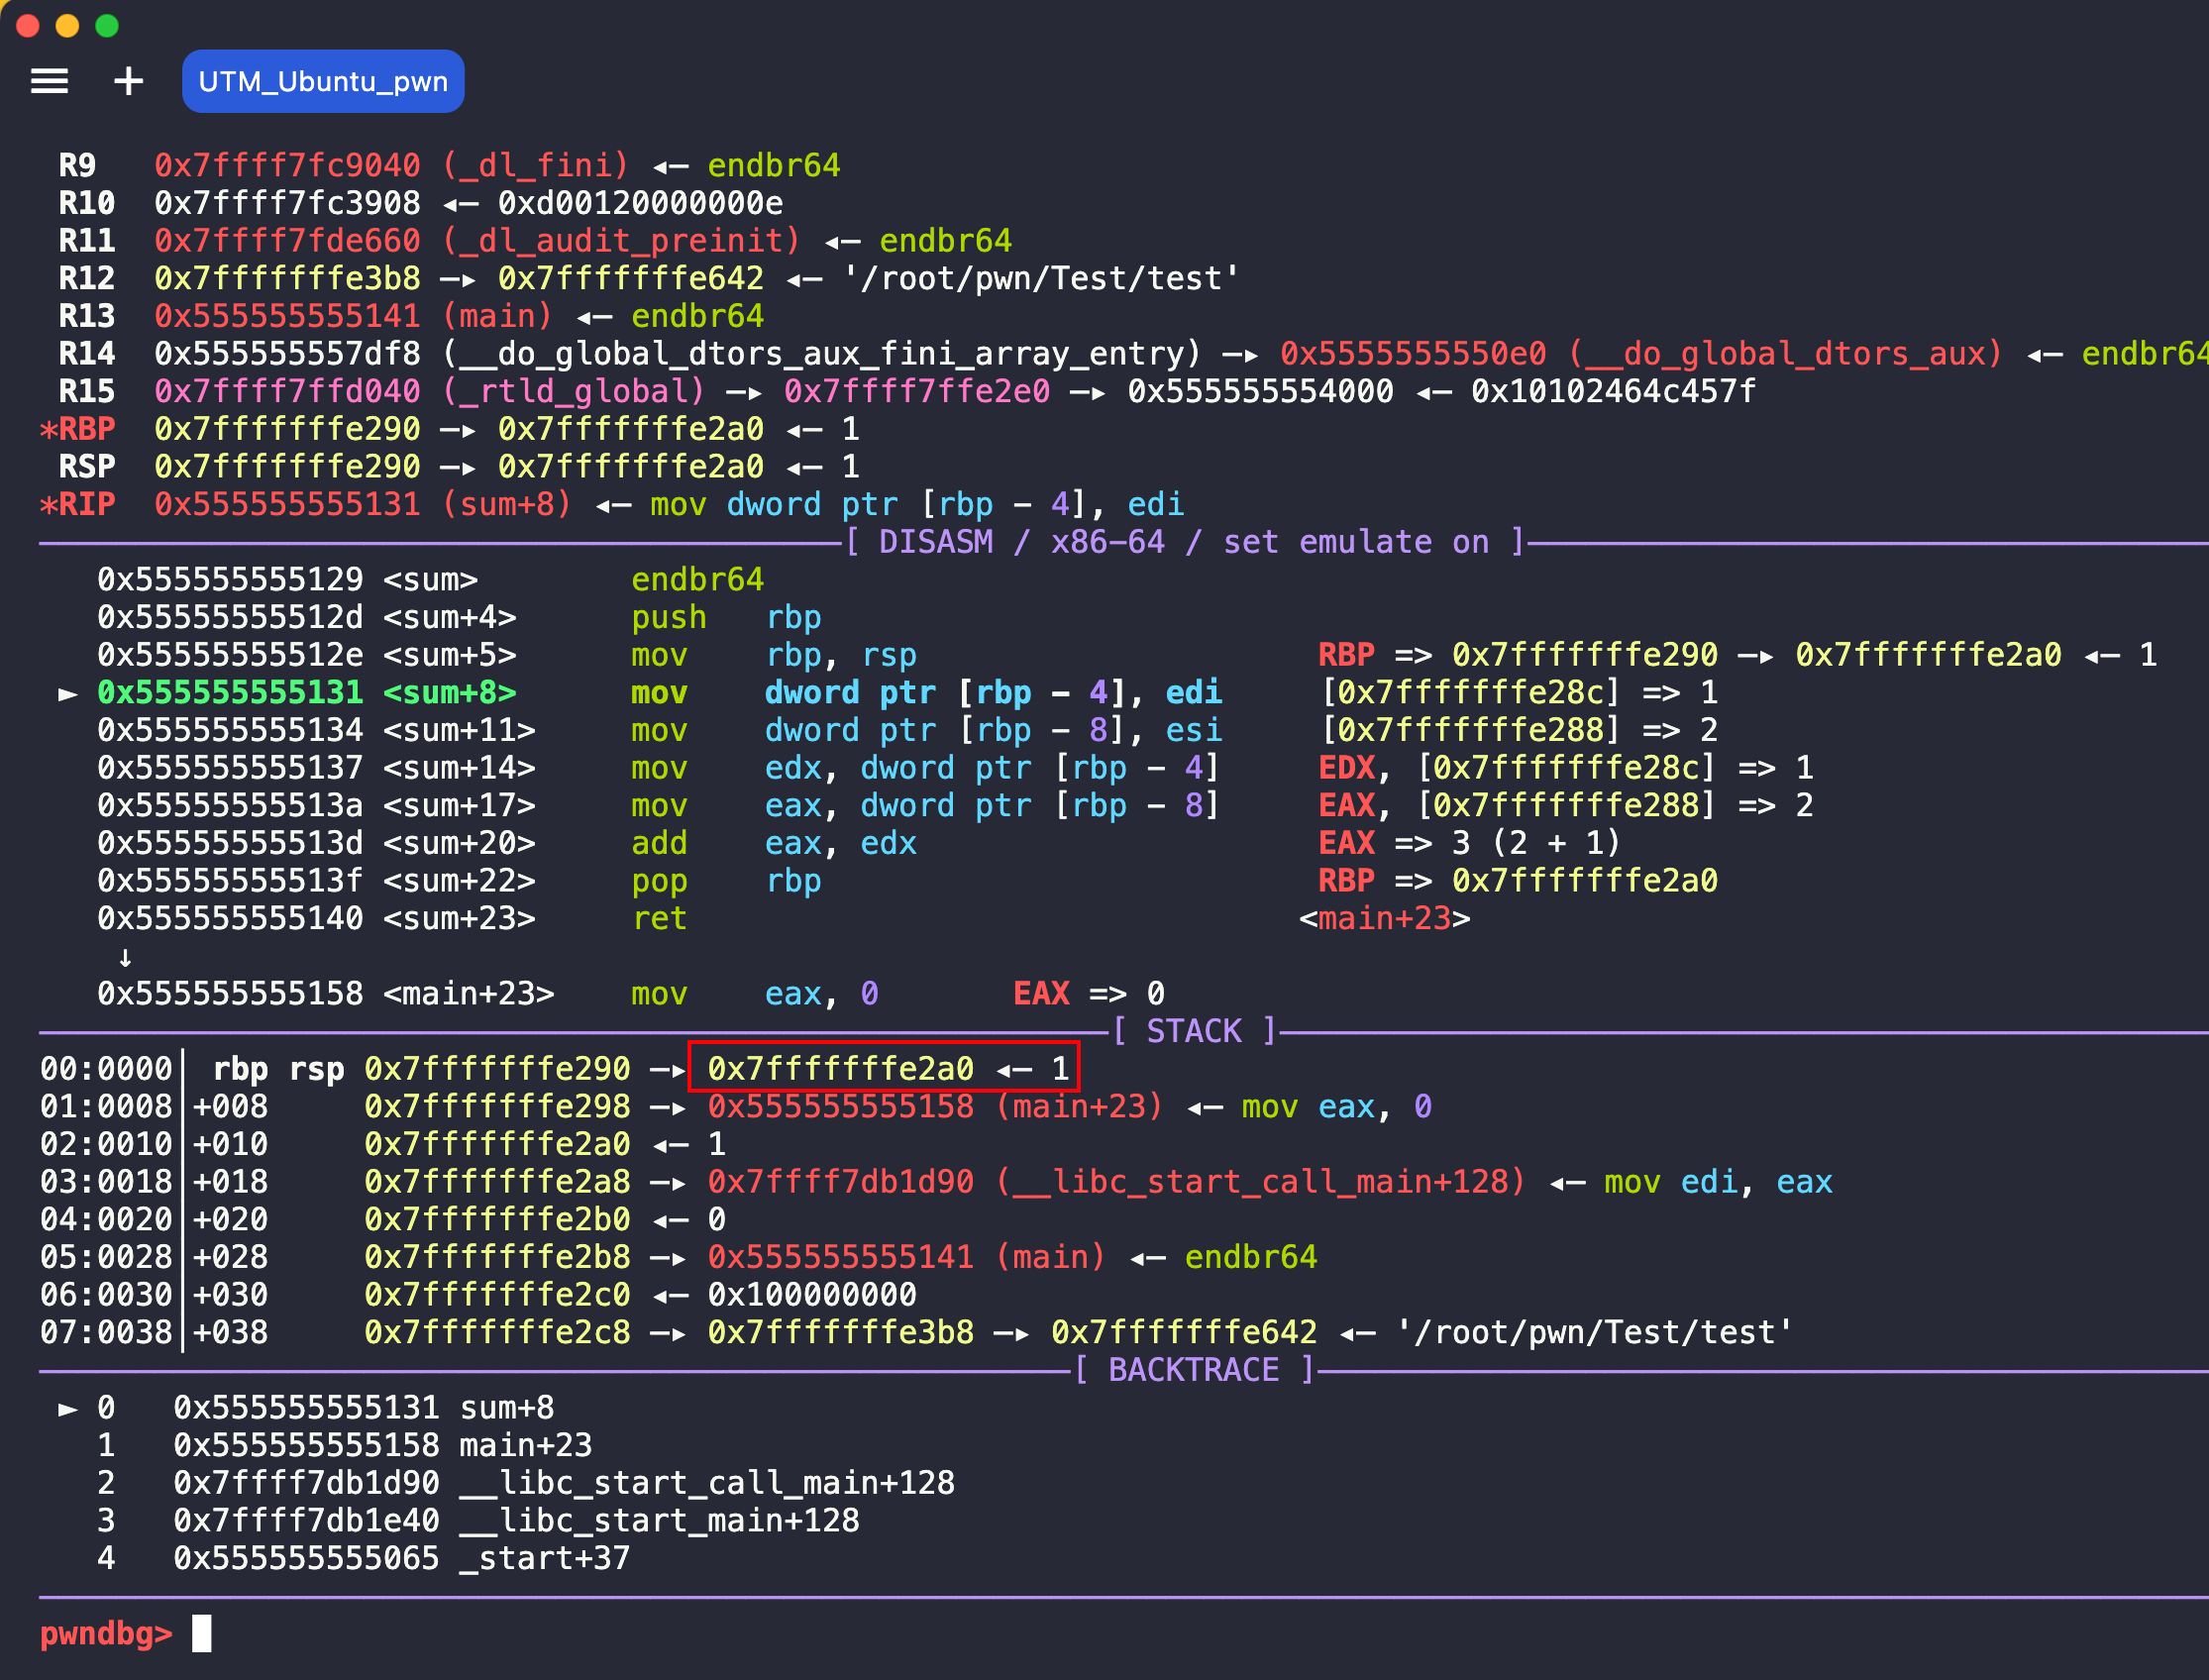 UTM_Ubuntu_pwn
R9 0x7ffff7fc9040 (_dl_fini) ◂— endbr64
R10 0x7ffff7fc3908 ◂— 0xd00120000000e
R11 0x7ffff7fde660 (_dl_audit_preinit) ◂— endbr64
R12 0x7fffffffe3b8 —▸ 0x7fffffffe642 ◂— '/root/pwn/Test/test'
R13 0x555555555141 (main) ◂— endbr64
R14 0x555555557df8 (__do_global_dtors_aux_fini_array_entry) —▸ 0x5555555550e0 (__do_global_dtors_aux) ◂— endbr64
R15 0x7ffff7ffd040 (_rtld_global) —▸ 0x7ffff7ffe2e0 —▸ 0x555555554000 ◂— 0x10102464c457f
*RBP 0x7fffffffe290 —▸ 0x7fffffffe2a0 ◂— 1
RSP 0x7fffffffe290 —▸ 0x7fffffffe2a0 ◂— 1
*RIP 0x555555555131 (sum+8) ◂— mov dword ptr [rbp - 4], edi
[ DISASM / x86-64 / set emulate on ]
0x555555555129 <sum> endbr64
0x55555555512d <sum+4> push rbp
0x55555555512e <sum+5> mov rbp, rsp RBP => 0x7fffffffe290 —▸ 0x7fffffffe2a0 ◂— 1
► 0x555555555131 <sum+8> mov dword ptr [rbp - 4], edi [0x7fffffffe28c] => 1
0x555555555134 <sum+11> mov dword ptr [rbp - 8], esi [0x7fffffffe288] => 2
0x555555555137 <sum+14> mov edx, dword ptr [rbp - 4] EDX, [0x7fffffffe28c] => 1
0x55555555513a <sum+17> mov eax, dword ptr [rbp - 8] EAX, [0x7fffffffe288] => 2
0x55555555513d <sum+20> add eax, edx EAX => 3 (2 + 1)
0x55555555513f <sum+22> pop rbp RBP => 0x7fffffffe2a0
0x555555555140 <sum+23> ret <main+23>
↓
0x555555555158 <main+23> mov eax, 0 EAX => 0
[ STACK ]
00:0000│ rbp rsp 0x7fffffffe290 —▸ 0x7fffffffe2a0 ◂— 1
01:0008│+008 0x7fffffffe298 —▸ 0x555555555158 (main+23) ◂— mov eax, 0
02:0010│+010 0x7fffffffe2a0 ◂— 1
03:0018│+018 0x7fffffffe2a8 —▸ 0x7ffff7db1d90 (__libc_start_call_main+128) ◂— mov edi, eax
04:0020│+020 0x7fffffffe2b0 ◂— 0
05:0028│+028 0x7fffffffe2b8 —▸ 0x555555555141 (main) ◂— endbr64
06:0030│+030 0x7fffffffe2c0 ◂— 0x100000000
07:0038│+038 0x7fffffffe2c8 —▸ 0x7fffffffe3b8 —▸ 0x7fffffffe642 ◂— '/root/pwn/Test/test'
[ BACKTRACE ]
► 0 0x555555555131 sum+8
1 0x555555555158 main+23
2 0x7ffff7db1d90 __libc_start_call_main+128
3 0x7ffff7db1e40 __libc_start_main+128
4 0x555555555065 _start+37
pwndbg>